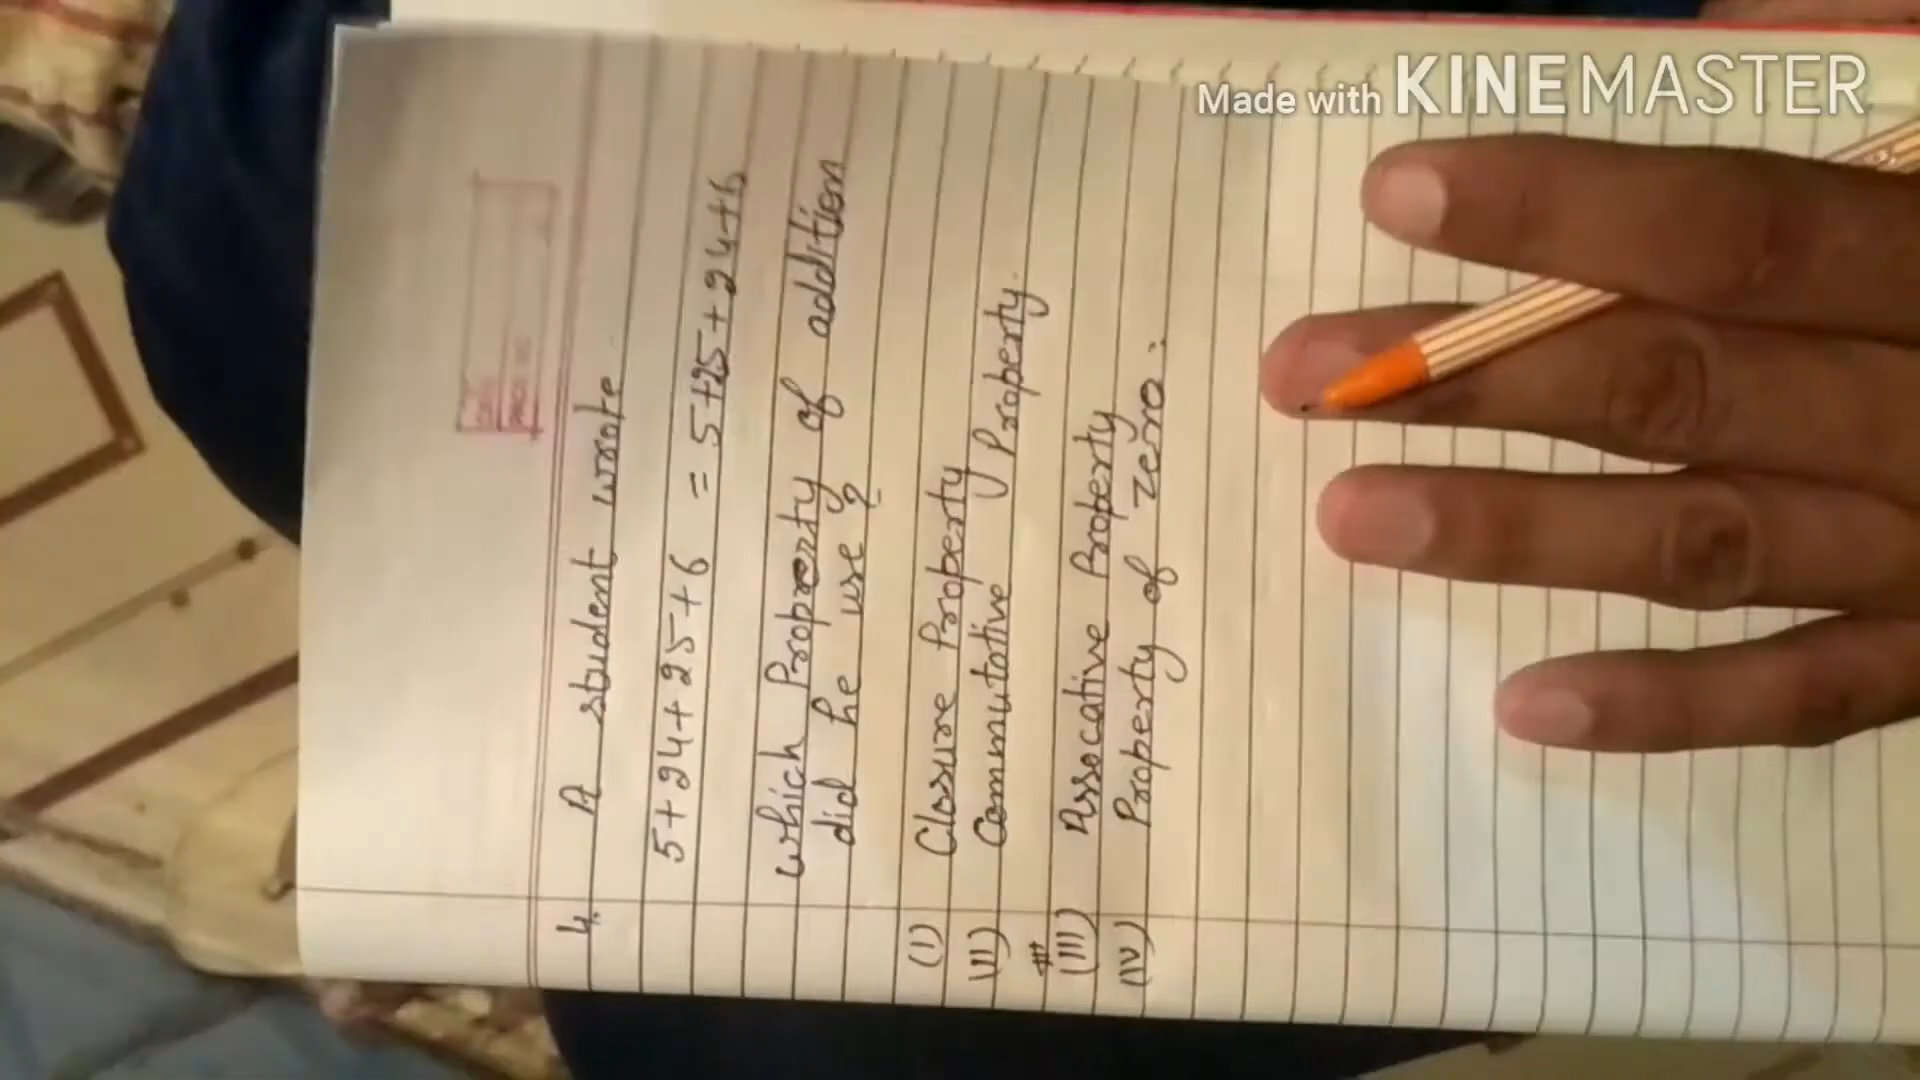 Made with KINEMASTER
4. A student wrote
5+24+25+6 = 5+25+24+6
which Property of addition
did he use ?
(I) Closure Property
(II) Commutative Property.
(III) Assocative Property
(IV) Property of zero: